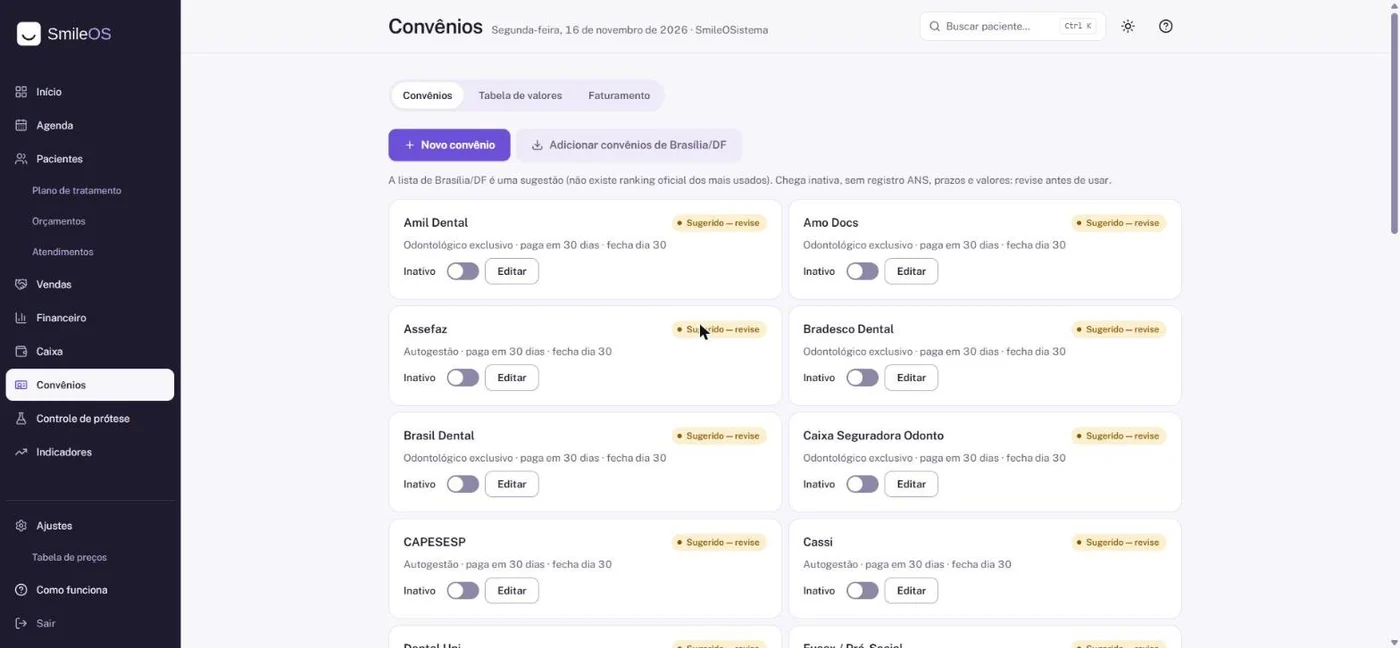 SmileOS
Início
Agenda
Pacientes
Plano de tratamento
Orçamentos
Atendimentos
Vendas
Financeiro
Caixa
Convênios
Controle de prótese
Indicadores
Ajustes
Tabela de preços
Como funciona
Sair
Convênios Segunda-feira, 16 de novembro de 2026 · SmileOSistema
Buscar paciente... Ctrl K
Convênios Tabela de valores Faturamento
+ Novo convênio Adicionar convênios de Brasília/DF
A lista de Brasília/DF é uma sugestão (não existe ranking oficial dos mais usados). Chega inativa, sem registro ANS, prazos e valores: revise antes de usar.
Amil Dental Sugerido — revise
Odontológico exclusivo · paga em 30 dias · fecha dia 30
Inativo Editar
Amo Docs Sugerido — revise
Odontológico exclusivo · paga em 30 dias · fecha dia 30
Inativo Editar
Assefaz Sugerido — revise
Autogestão · paga em 30 dias · fecha dia 30
Inativo Editar
Bradesco Dental Sugerido — revise
Odontológico exclusivo · paga em 30 dias · fecha dia 30
Inativo Editar
Brasil Dental Sugerido — revise
Odontológico exclusivo · paga em 30 dias · fecha dia 30
Inativo Editar
Caixa Seguradora Odonto Sugerido — revise
Odontológico exclusivo · paga em 30 dias · fecha dia 30
Inativo Editar
CAPESESP Sugerido — revise
Autogestão · paga em 30 dias · fecha dia 30
Inativo Editar
Cassi Sugerido — revise
Autogestão · paga em 30 dias · fecha dia 30
Inativo Editar
Dental Uni Sugerido — revise
Sugerido — revise